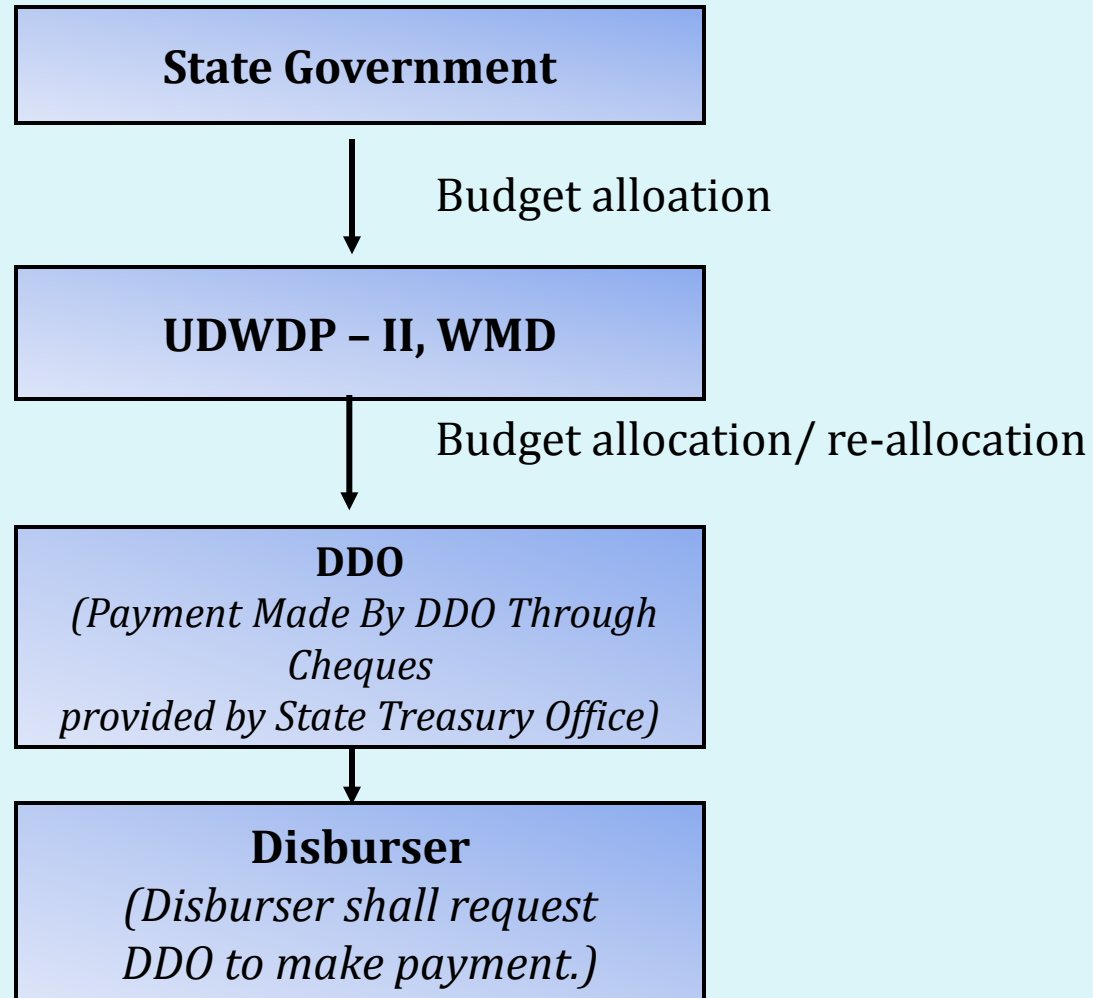 State Government
Budget alloation
UDWDP – II, WMD
Budget allocation/ re-allocation
DDO
(Payment Made By DDO Through
Cheques
provided by State Treasury Office)
Disburser
(Disburser shall request
DDO to make payment.)